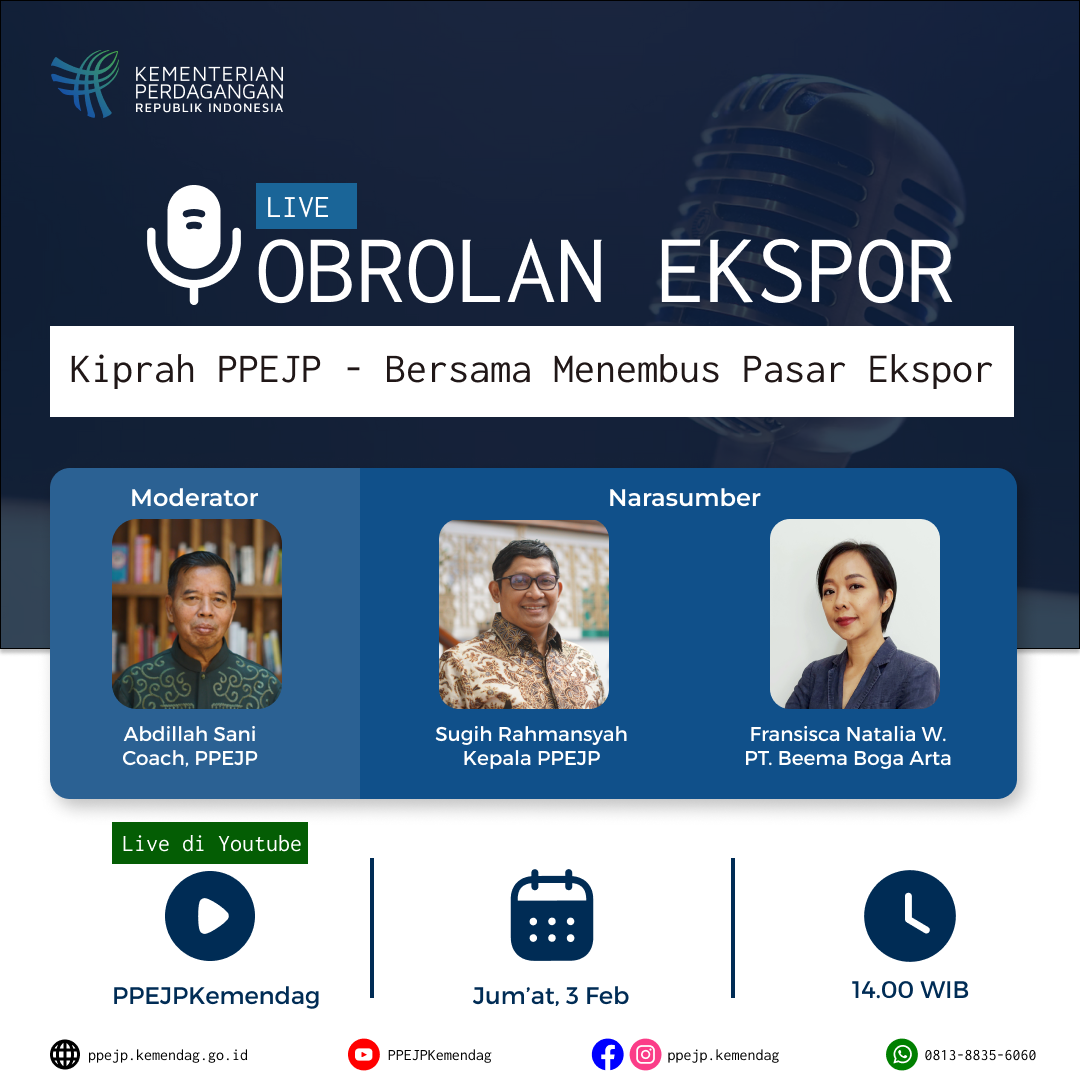 KEMENTERIAN
PERDAGANGAN
REPUBLIK INDONESIA
LIVE
OBROLAN EKSPOR
Kiprah PPEJP - Bersama Menembus Pasar Ekspor
Moderator
Narasumber
Abdillah Sani
Coach, PPEJP
Sugih Rahmansyah
Kepala PPEJP
Fransisca Natalia W.
PT. Beema Boga Arta
Live di Youtube
PPEJPKemendag
Jum’at, 3 Feb
14.00 WIB
ppejp.kemendag.go.id
PPEJPKemendag
ppejp.kemendag
0813-8835-6060